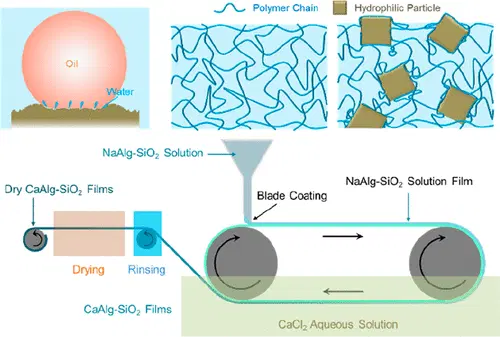 Polymer Chain
Hydrophilic Particle
Oil
Water
NaAlg-SiO₂ Solution
NaAlg-SiO₂ Solution Film
Blade Coating
Dry CaAlg-SiO₂ Films
Drying
Rinsing
CaAlg-SiO₂ Films
CaCl₂ Aqueous Solution